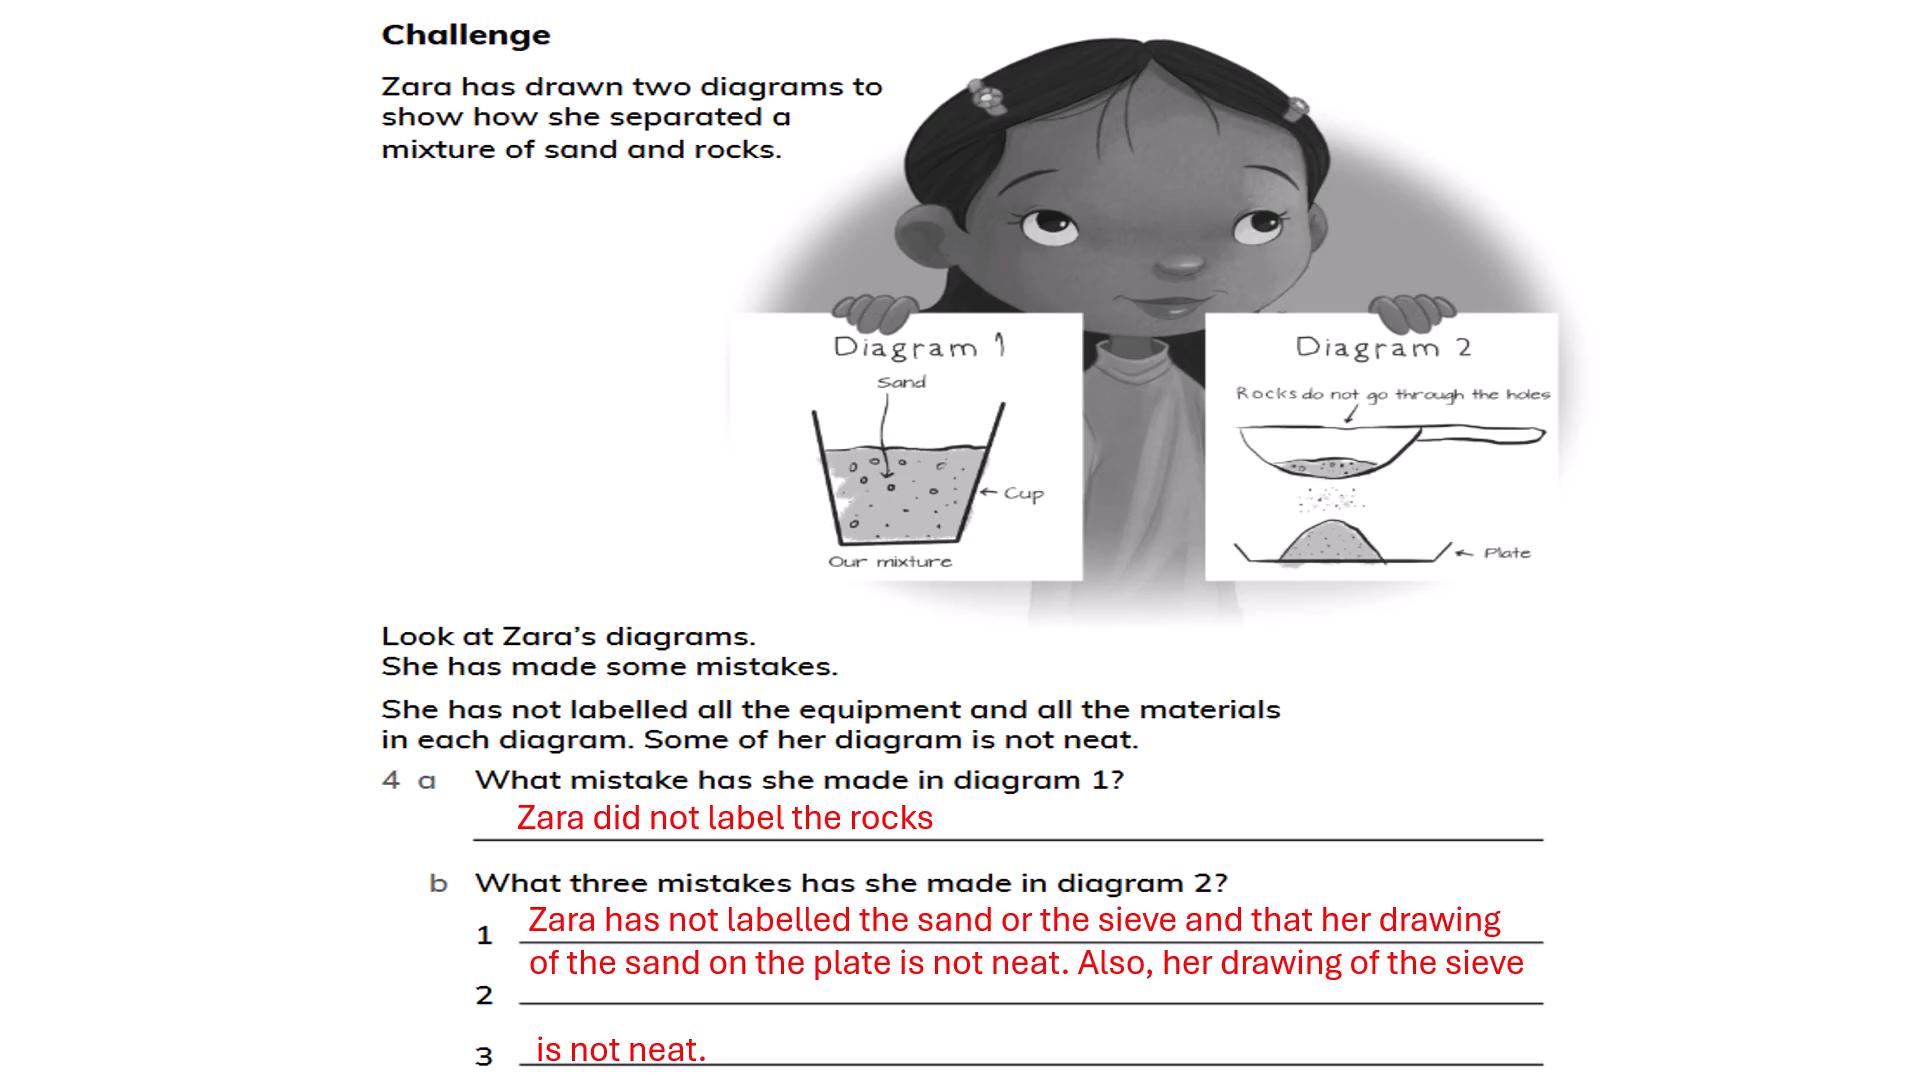 Challenge
Zara has drawn two diagrams to
show how she separated a
mixture of sand and rocks.
Diagram 1
Sand
Cup
Our mixture
Diagram 2
Rocks do not go through the holes
Plate
Look at Zara's diagrams.
She has made some mistakes.
She has not labelled all the equipment and all the materials
in each diagram. Some of her diagram is not neat.
4 a What mistake has she made in diagram 1?
Zara did not label the rocks
b What three mistakes has she made in diagram 2?
1 Zara has not labelled the sand or the sieve and that her drawing
of the sand on the plate is not neat. Also, her drawing of the sieve
2
3 is not neat.